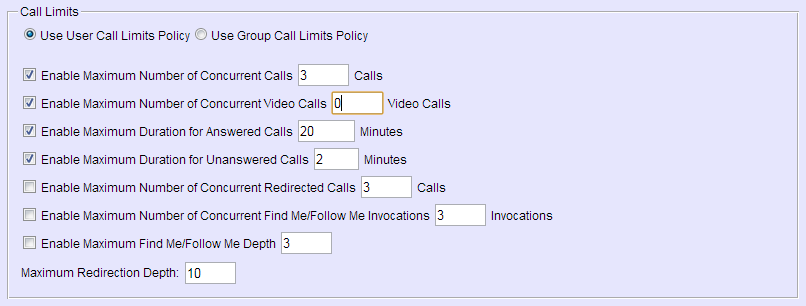 Call Limits
Use User Call Limits Policy Use Group Call Limits Policy
Enable Maximum Number of Concurrent Calls 3 Calls
Enable Maximum Number of Concurrent Video Calls 0 Video Calls
Enable Maximum Duration for Answered Calls 20 Minutes
Enable Maximum Duration for Unanswered Calls 2 Minutes
Enable Maximum Number of Concurrent Redirected Calls 3 Calls
Enable Maximum Number of Concurrent Find Me/Follow Me Invocations 3 Invocations
Enable Maximum Find Me/Follow Me Depth 3
Maximum Redirection Depth: 10